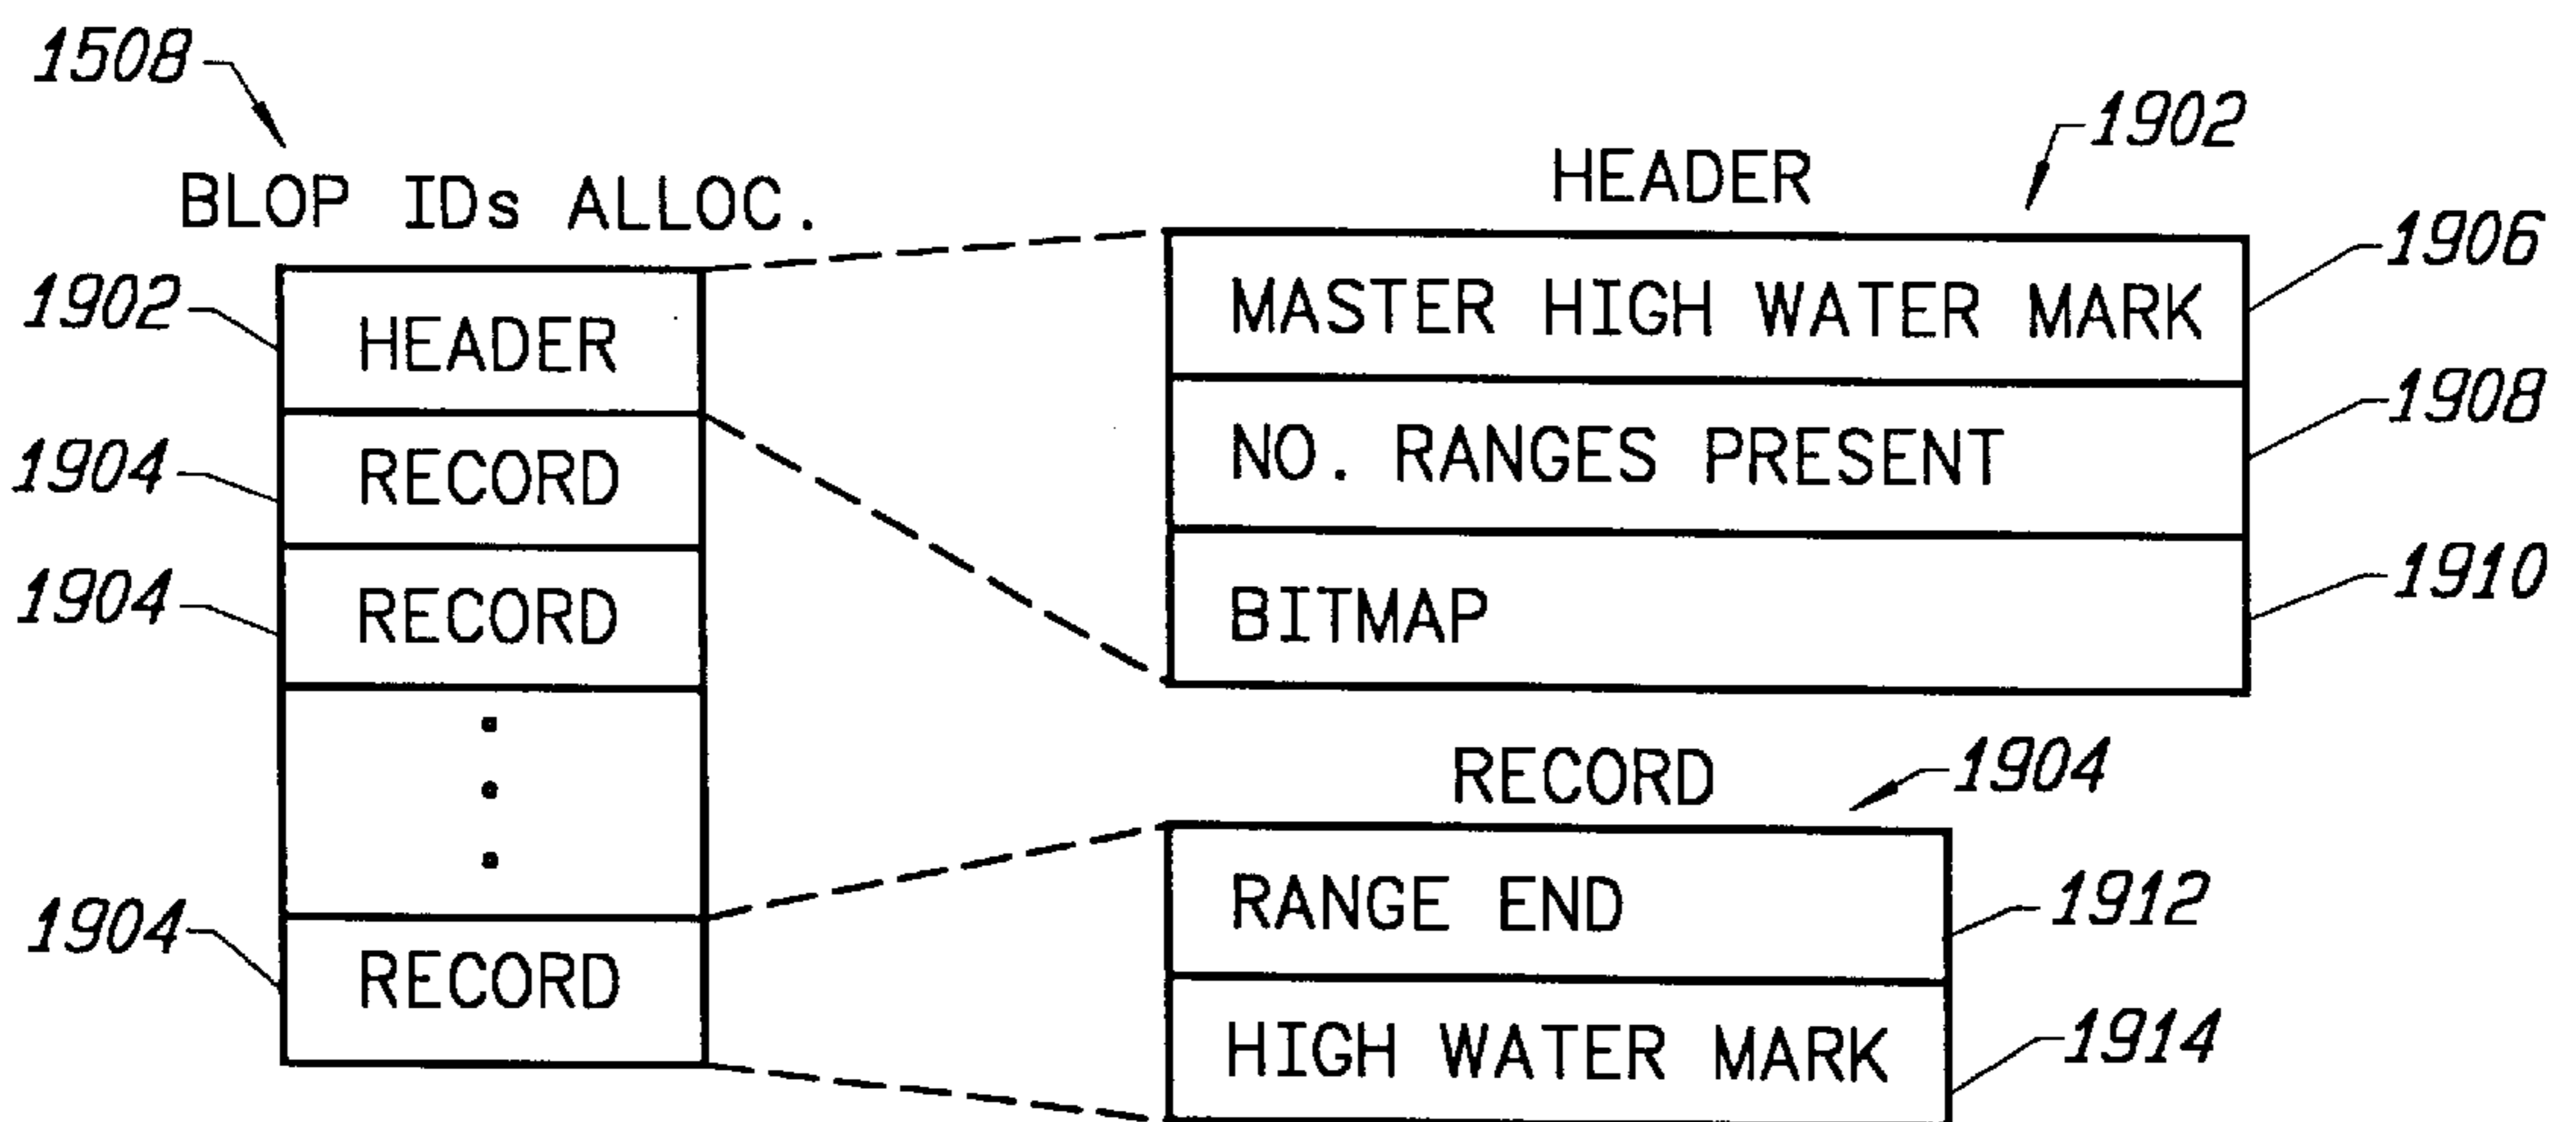 1508
BLOP IDs ALLOC.
1902
HEADER
1904
RECORD
1904
RECORD
1904
RECORD
HEADER
1902
MASTER HIGH WATER MARK
1906
NO. RANGES PRESENT
1908
BITMAP
1910
RECORD
1904
RANGE END
1912
HIGH WATER MARK
1914